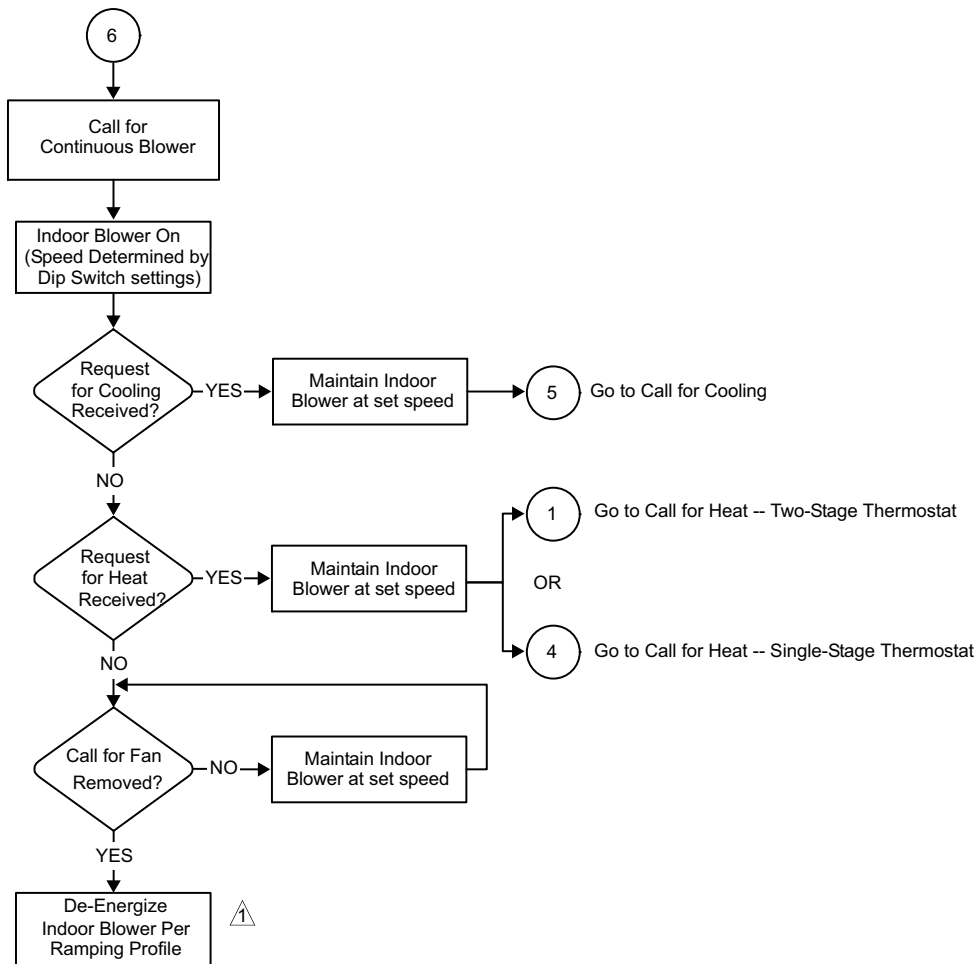 6
Call for
Continuous Blower
Indoor Blower On
(Speed Determined by
Dip Switch settings)
Request
for Cooling
Received?
YES
Maintain Indoor
Blower at set speed
5
Go to Call for Cooling
NO
Request
for Heat
Received?
YES
Maintain Indoor
Blower at set speed
1
Go to Call for Heat -- Two-Stage Thermostat
OR
4
Go to Call for Heat -- Single-Stage Thermostat
NO
Call for Fan
Removed?
NO
Maintain Indoor
Blower at set speed
YES
De-Energize
Indoor Blower Per
Ramping Profile
1